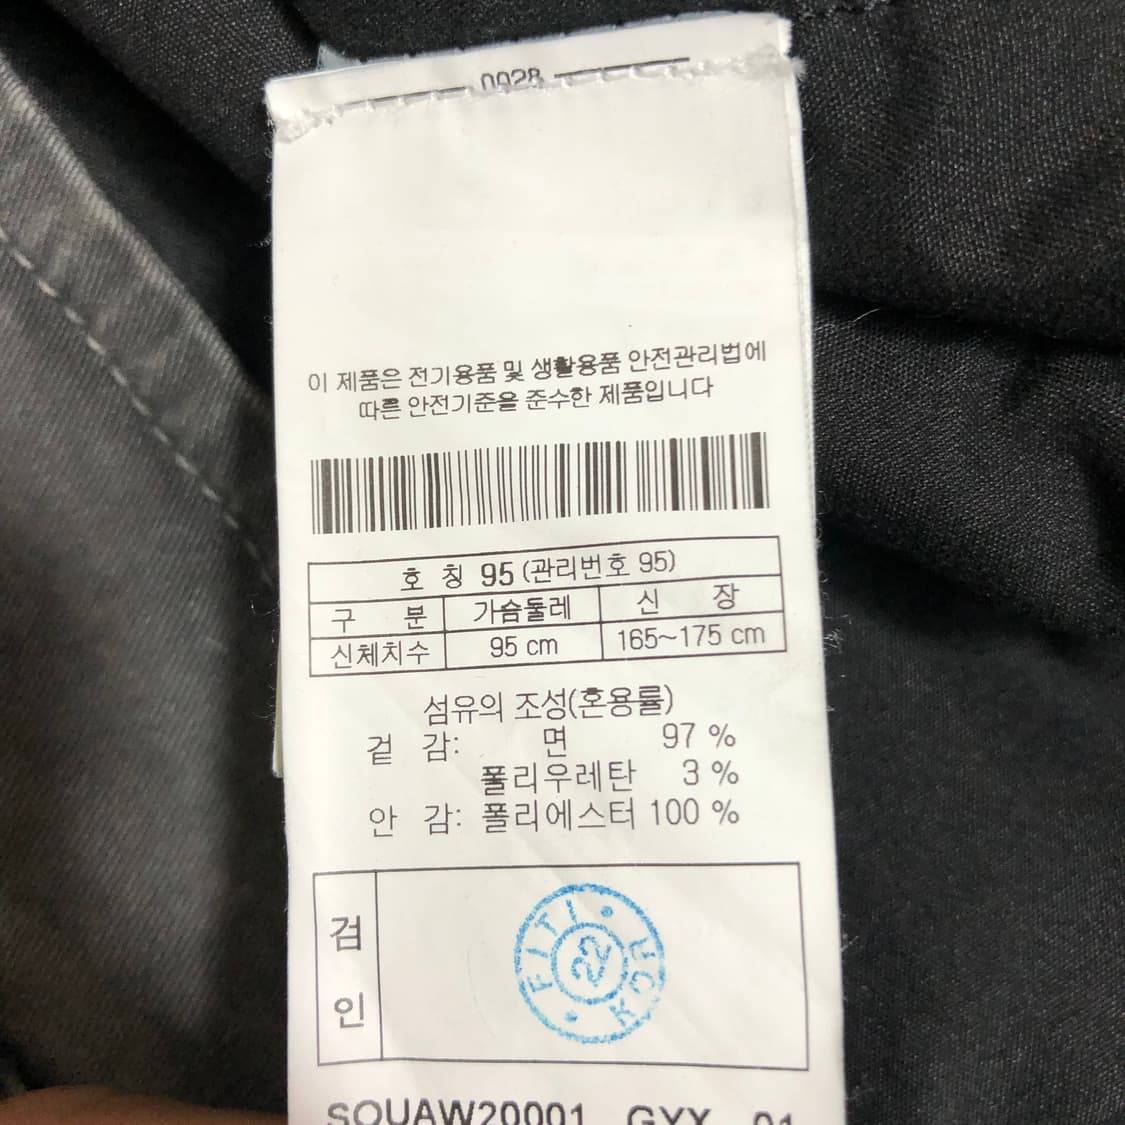 0028
이 제품은 전기용품 및 생활용품 안전관리법에
따른 안전기준을 준수한 제품입니다
호 칭 95 (관리번호 95)
구 분 가슴둘레 신 장
신체치수 95 cm 165~175 cm
섬유의 조성(혼용률)
겉 감: 면 97 %
폴리우레탄 3 %
안 감: 폴리에스터 100 %
검
인
FITI
22
SOUAW20001 GYX 01